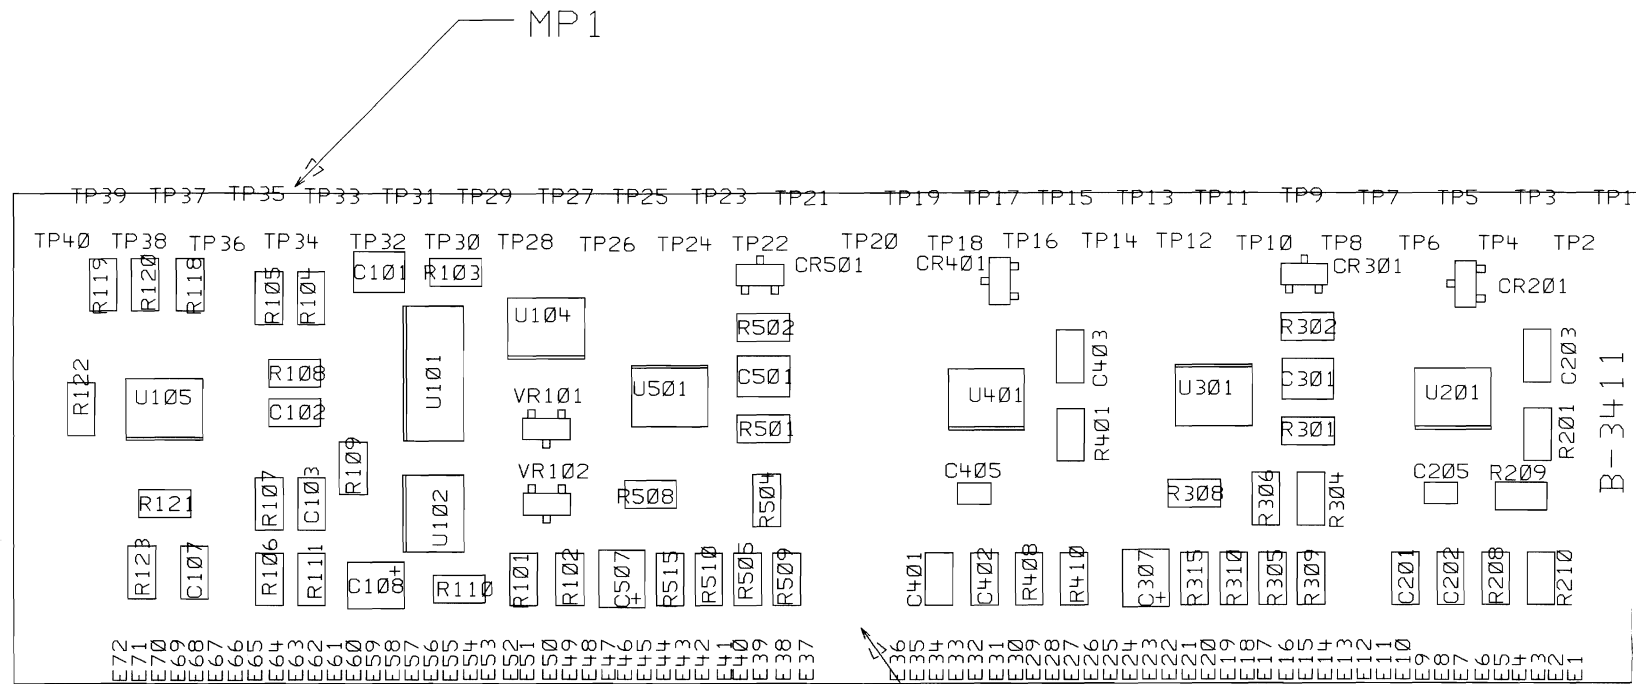 MP1
TP39 TP37 TP35 TP33 TP31 TP29 TP27 TP25 TP23 TP21 TP19 TP17 TP15 TP13 TP11 TP9 TP7 TP5 TP3 TP1
TP40 TP38 TP36 TP34 TP32 TP30 TP28 TP26 TP24 TP22 TP20 TP18 TP16 TP14 TP12 TP10 TP8 TP6 TP4 TP2
R119 R120 R118 R105 R104 C101 R103 CR501 CR401 CR301 CR201
U104 R502 R302
R122 U105 R108 C102 U101 VR101 U501 C501 R501 U401 C403 R401 U301 C301 R301 U201 C203 R201
B-3411
R109
R121 R107 C103 U102 VR102 R508 R504 C405 R308 R306 R304 C205 R209
R123 C107 R106 R111 C108 + R110 R101 R102 C507 + R515 R510 R505 R509 C401 C402 R408 R410 C307 + R315 R310 R305 R309 C201 C202 R208 R210
E72 E71 E70 E69 E68 E67 E66 E65 E64 E63 E62 E61 E60 E59 E58 E57 E56 E55 E54 E53 E52 E51 E50 E49 E48 E47 E46 E45 E44 E43 E42 E41 E40 E39 E38 E37 E36 E35 E34 E33 E32 E31 E30 E29 E28 E27 E26 E25 E24 E23 E22 E21 E20 E19 E18 E17 E16 E15 E14 E13 E12 E11 E10 E9 E8 E7 E6 E5 E4 E3 E2 E1